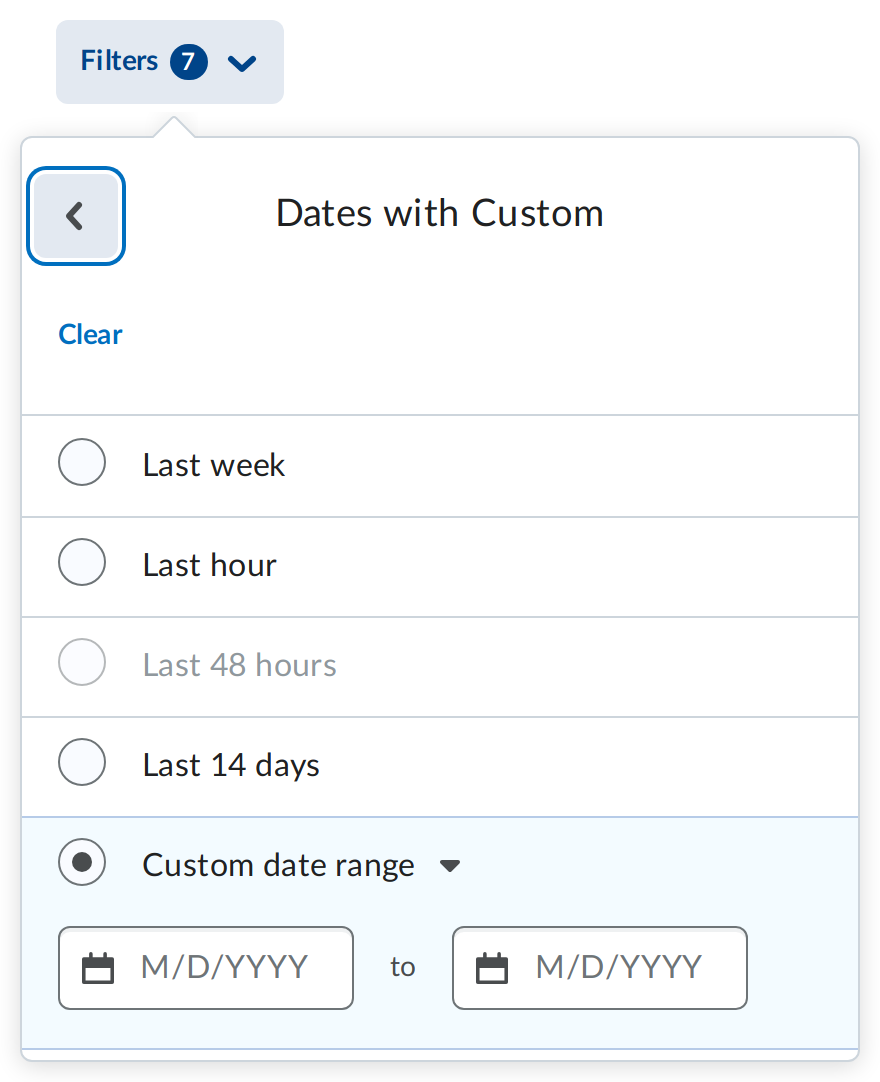 Filters 7
Dates with Custom
Clear
Last week
Last hour
Last 48 hours
Last 14 days
Custom date range
M/D/YYYY to M/D/YYYY